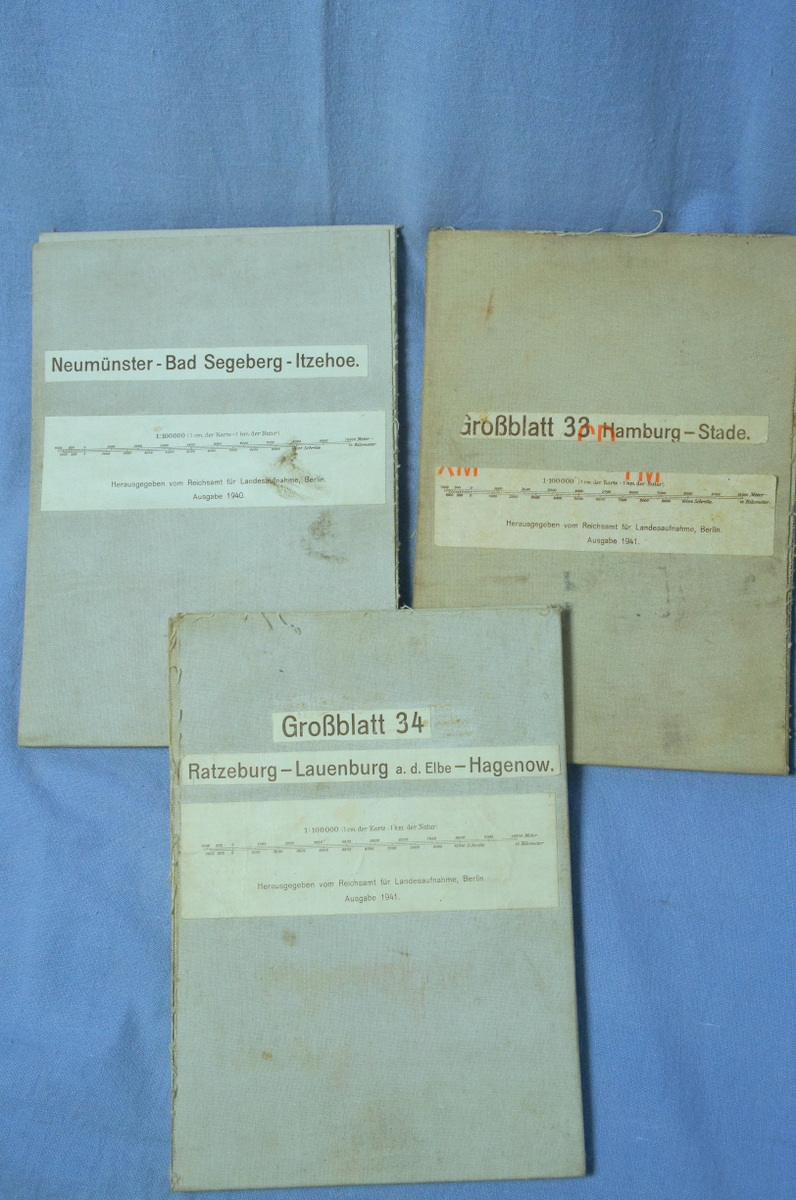 Neumünster - Bad Segeberg - Itzehoe.
1:100000 (1 cm. der Karte - 1 km. der Natur)
Herausgegeben vom Reichsamt für Landesaufnahme, Berlin.
Ausgabe 1940.
Großblatt 33 Hamburg – Stade.
1:100000 (1 cm. der Karte - 1 km. der Natur)
Herausgegeben vom Reichsamt für Landesaufnahme, Berlin.
Ausgabe 1941.
Großblatt 34
Ratzeburg – Lauenburg a. d. Elbe – Hagenow.
1:100000 (1 cm. der Karte - 1 km. der Natur)
Herausgegeben vom Reichsamt für Landesaufnahme, Berlin.
Ausgabe 1941.